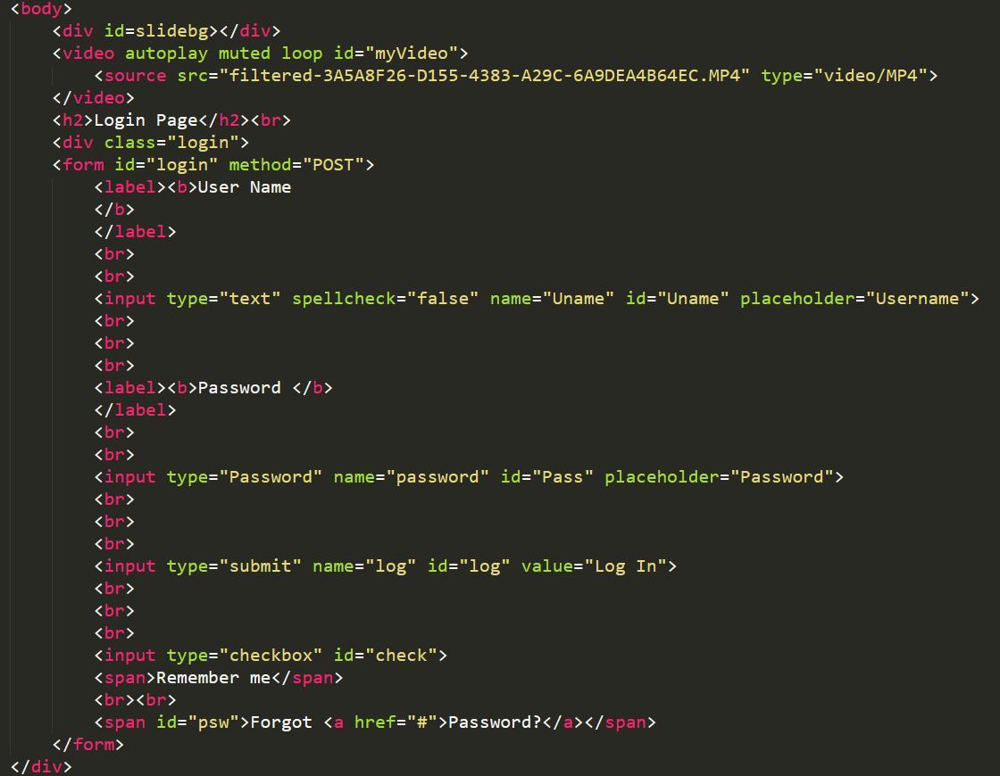 <body>
    <div id=slidebg></div>
    <video autoplay muted loop id="myVideo">
        <source src="filtered-3A5A8F26-D155-4383-A29C-6A9DEA4B64EC.MP4" type="video/MP4">
    </video>
    <h2>Login Page</h2><br>
    <div class="login">
    <form id="login" method="POST">
        <label><b>User Name
        </b>
        </label>
        <br>
        <br>
        <input type="text" spellcheck="false" name="Uname" id="Uname" placeholder="Username">
        <br>
        <br>
        <br>
        <label><b>Password </b>
        </label>
        <br>
        <br>
        <input type="Password" name="password" id="Pass" placeholder="Password">
        <br>
        <br>
        <br>
        <input type="submit" name="log" id="log" value="Log In">
        <br>
        <br>
        <br>
        <input type="checkbox" id="check">
        <span>Remember me</span>
        <br><br>
        <span id="psw">Forgot <a href="#">Password?</a></span>
    </form>
</div>